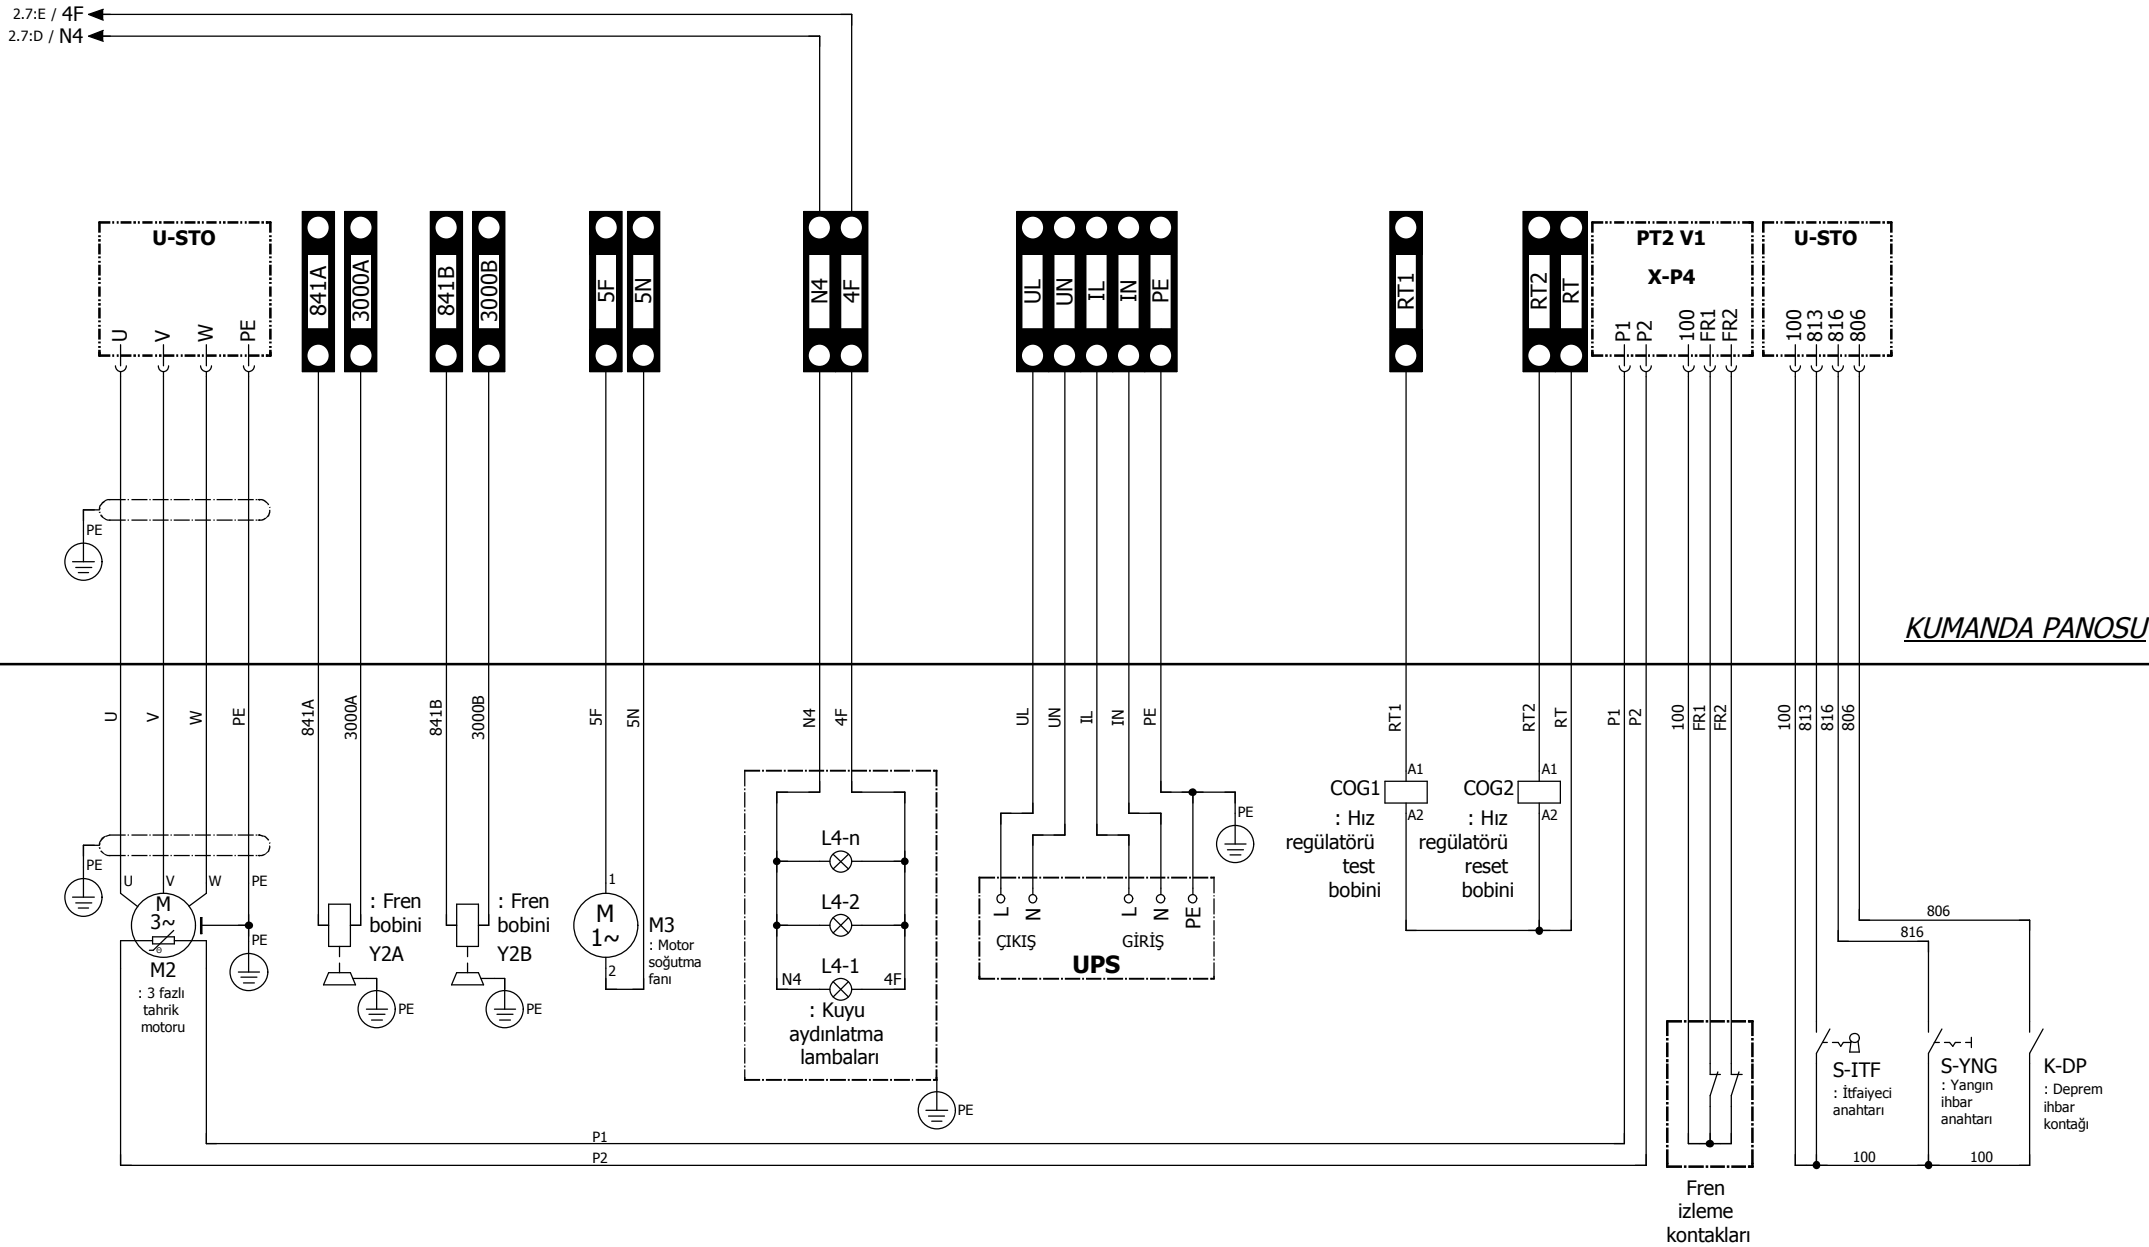 2.7:E / 4F
2.7:D / N4
U-STO
U
V
W
PE
841A
3000A
841B
3000B
5F
5N
N4
4F
UL
UN
IL
IN
PE
RT1
RT2
RT
PT2 V1
X-P4
P1
P2
100
FR1
FR2
U-STO
100
813
816
806
PE
KUMANDA PANOSU
U
V
W
PE
841A
3000A
841B
3000B
5F
5N
N4
4F
UL
UN
IL
IN
PE
RT1
RT2
RT
P1
P2
100
FR1
FR2
100
813
816
806
PE
U
V
W
PE
M
3~
PE
M2
: 3 fazlı
tahrik
motoru
: Fren
bobini
Y2A
PE
: Fren
bobini
Y2B
PE
1
M
1~
2
M3
: Motor
soğutma
fanı
L4-n
L4-2
L4-1
N4
4F
: Kuyu
aydınlatma
lambaları
PE
PE
L
N
L
N
PE
ÇIKIŞ
GİRİŞ
UPS
A1
COG1
A2
: Hız
regülatörü
test
bobini
A1
COG2
A2
: Hız
regülatörü
reset
bobini
806
816
S-ITF
: İtfaiyeci
anahtarı
S-YNG
: Yangın
ihbar
anahtarı
K-DP
: Deprem
ihbar
kontağı
P1
P2
100
100
Fren
izleme
kontakları